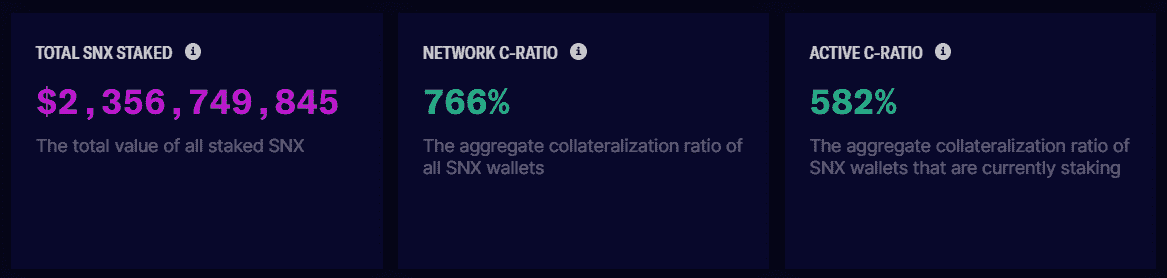 TOTAL SNX STAKED
$2,356,749,845
The total value of all staked SNX
NETWORK C-RATIO
766%
The aggregate collateralization ratio of
all SNX wallets
ACTIVE C-RATIO
582%
The aggregate collateralization ratio of
SNX wallets that are currently staking